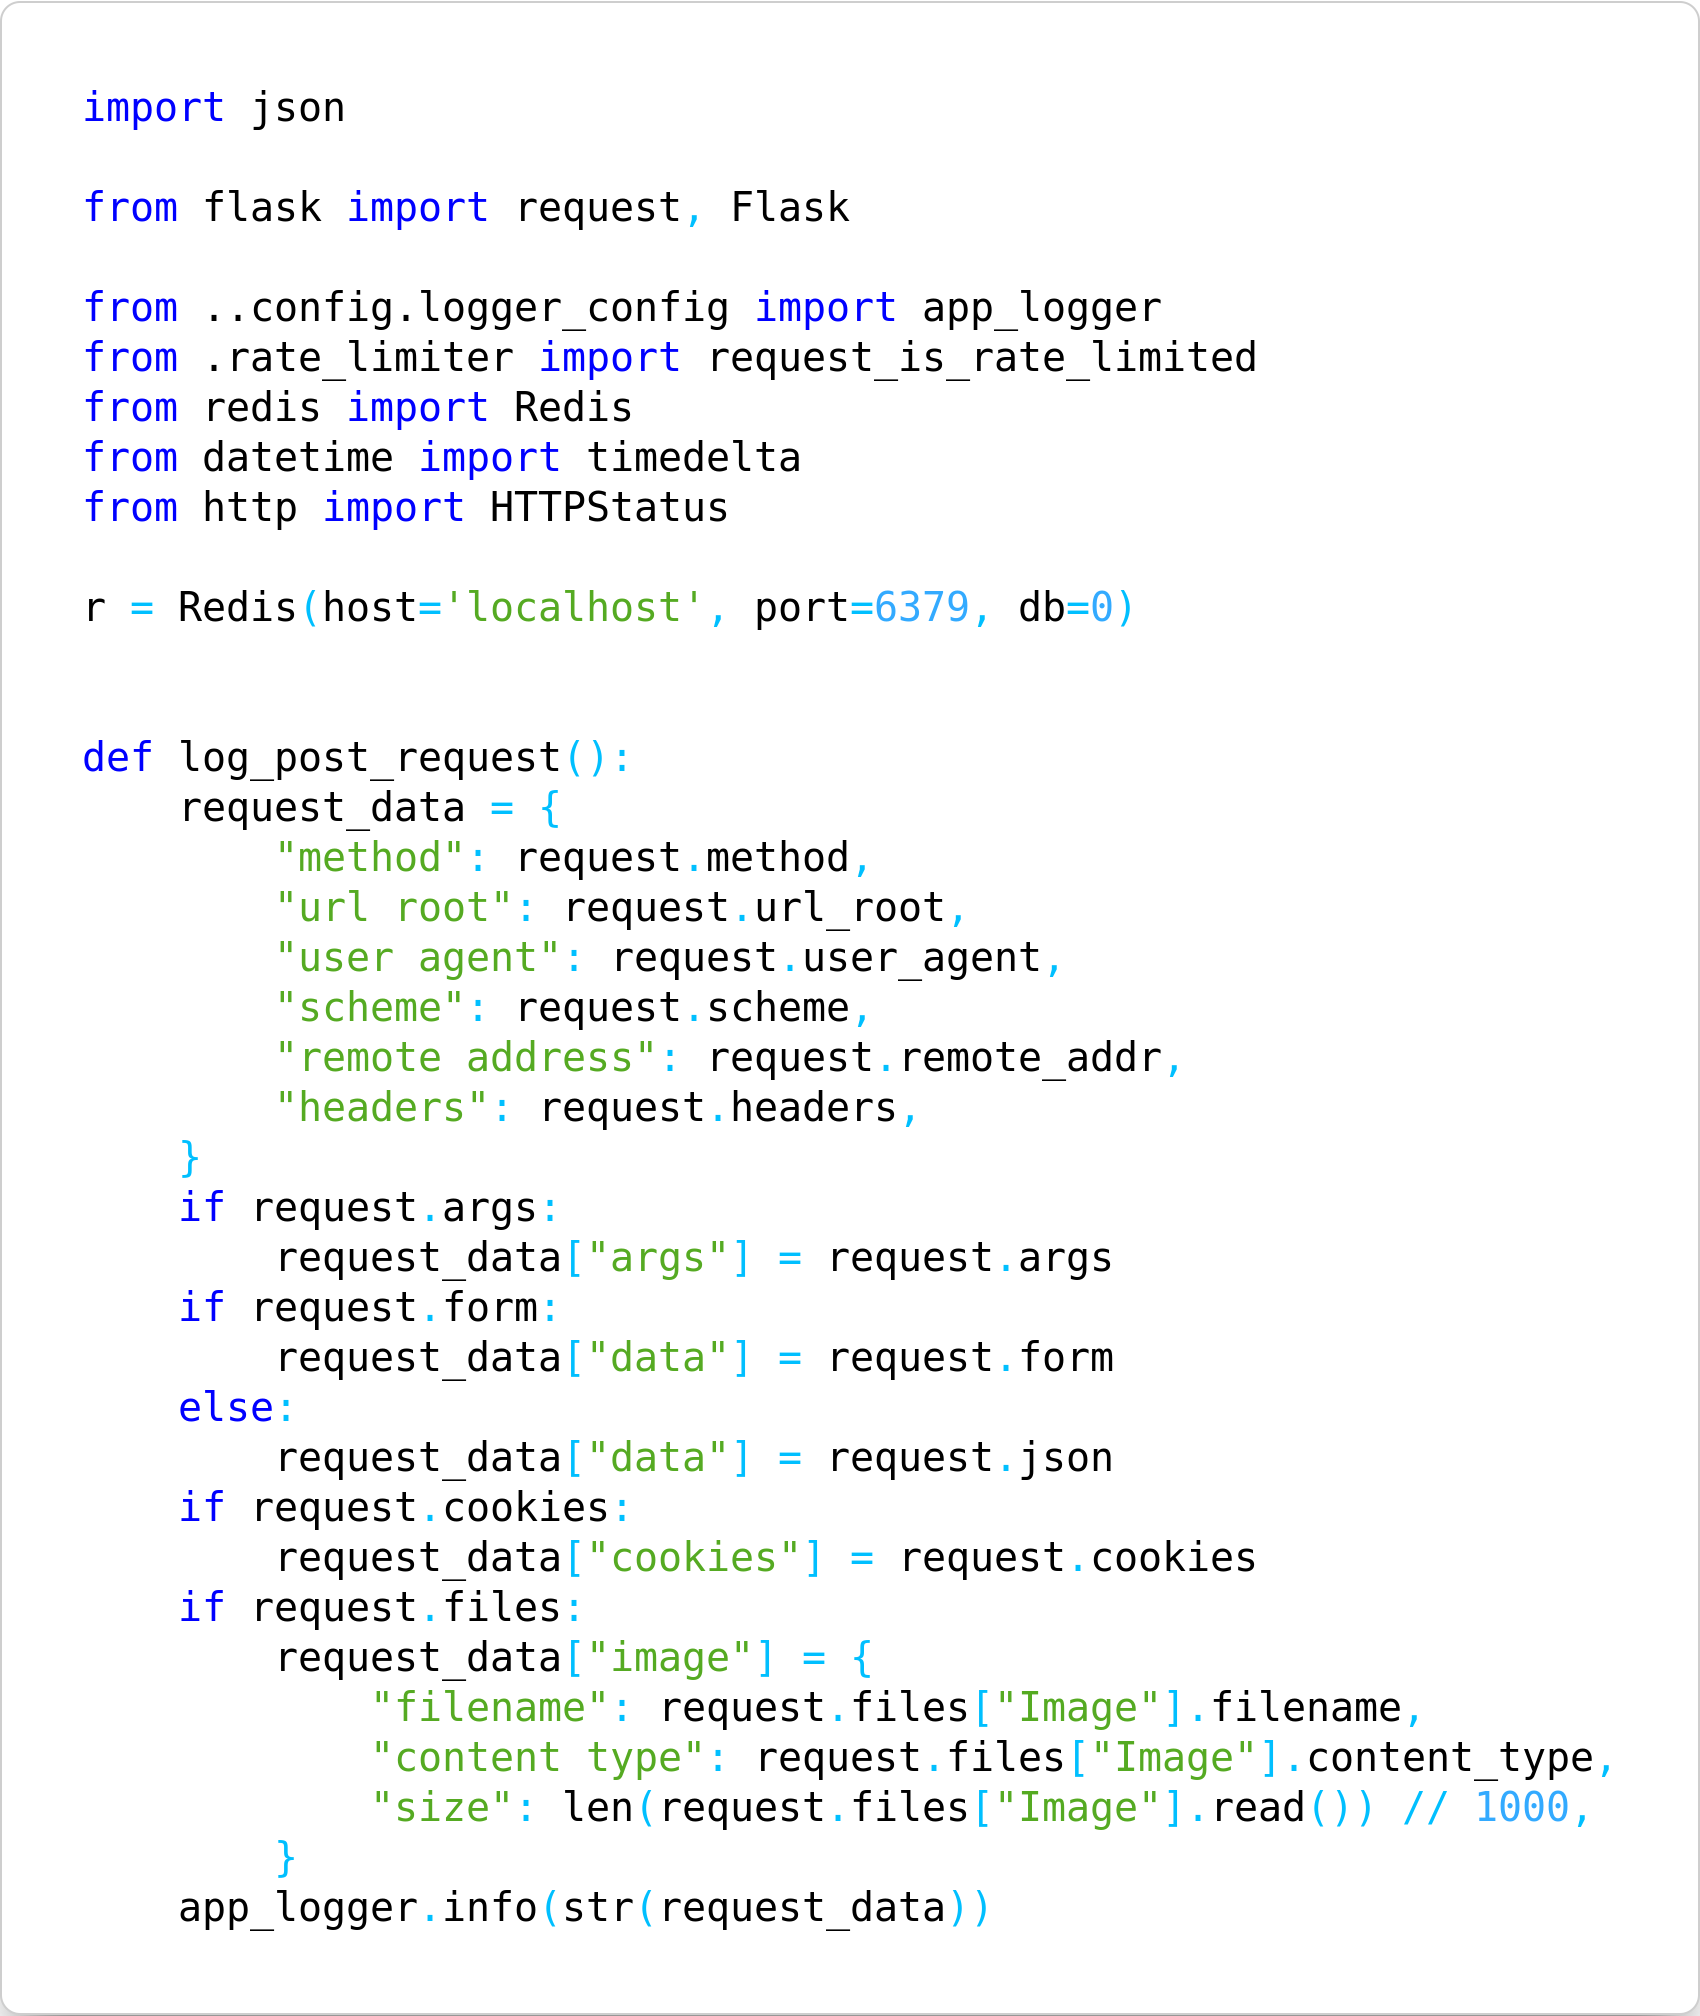 import json

from flask import request, Flask

from ..config.logger_config import app_logger
from .rate_limiter import request_is_rate_limited
from redis import Redis
from datetime import timedelta
from http import HTTPStatus

r = Redis(host='localhost', port=6379, db=0)


def log_post_request():
    request_data = {
        "method": request.method,
        "url root": request.url_root,
        "user agent": request.user_agent,
        "scheme": request.scheme,
        "remote address": request.remote_addr,
        "headers": request.headers,
    }
    if request.args:
        request_data["args"] = request.args
    if request.form:
        request_data["data"] = request.form
    else:
        request_data["data"] = request.json
    if request.cookies:
        request_data["cookies"] = request.cookies
    if request.files:
        request_data["image"] = {
            "filename": request.files["Image"].filename,
            "content type": request.files["Image"].content_type,
            "size": len(request.files["Image"].read()) // 1000,
        }
    app_logger.info(str(request_data))